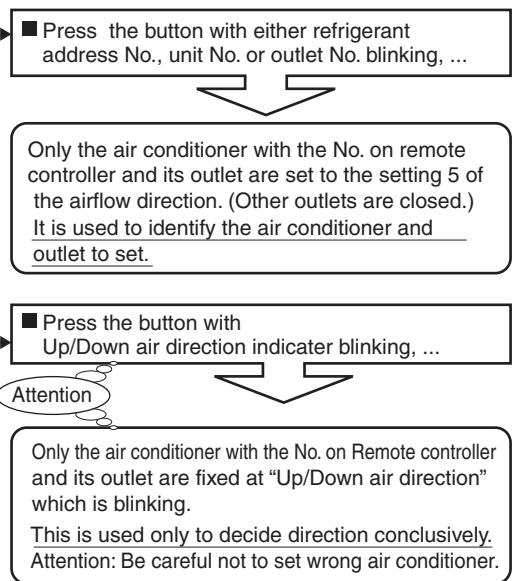 ■ Press the button with either refrigerant
address No., unit No. or outlet No. blinking, ...
Only the air conditioner with the No. on remote
controller and its outlet are set to the setting 5 of
the airflow direction. (Other outlets are closed.)
It is used to identify the air conditioner and
outlet to set.
■ Press the button with
Up/Down air direction indicater blinking, ...
Attention
Only the air conditioner with the No. on Remote controller
and its outlet are fixed at “Up/Down air direction”
which is blinking.
This is used only to decide direction conclusively.
Attention: Be careful not to set wrong air conditioner.